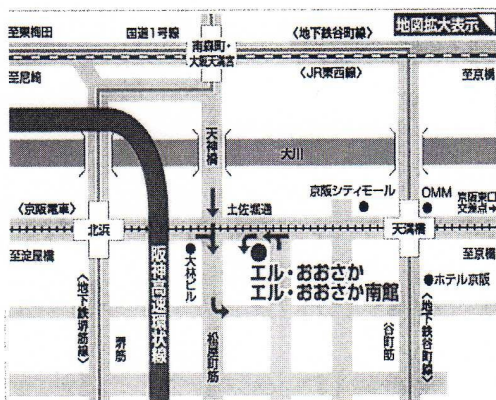 地図拡大表示
至東梅田
国道1号線
南森町・
大阪天満宮
〈地下鉄谷町線〉
至尼崎
〈JR東西線〉
至京橋
天神橋
大川
京阪シティモール
OMM
京阪東口
交差点→
〈京阪電車〉
北浜
土佐堀通
天満橋
至淀屋橋
大林ビル
エル・おおさか
エル・おおさか南館
至京橋
ホテル京阪
阪神高速環状線
〈地下鉄堺筋線〉
堺筋
松屋町筋
谷町筋
〈地下鉄谷町線〉